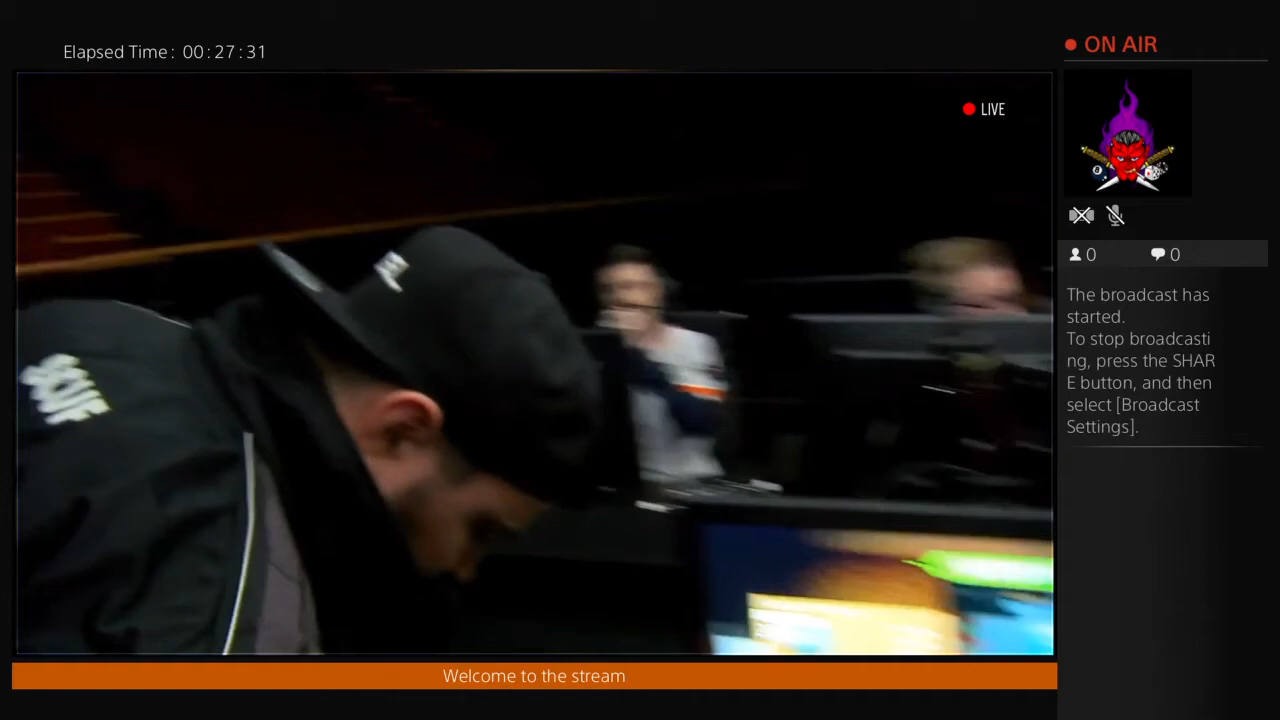 Elapsed Time: 00:27:31
ON AIR
LIVE
0 0
The broadcast has
started.
To stop broadcasti
ng, press the SHAR
E button, and then
select [Broadcast
Settings].
Welcome to the stream